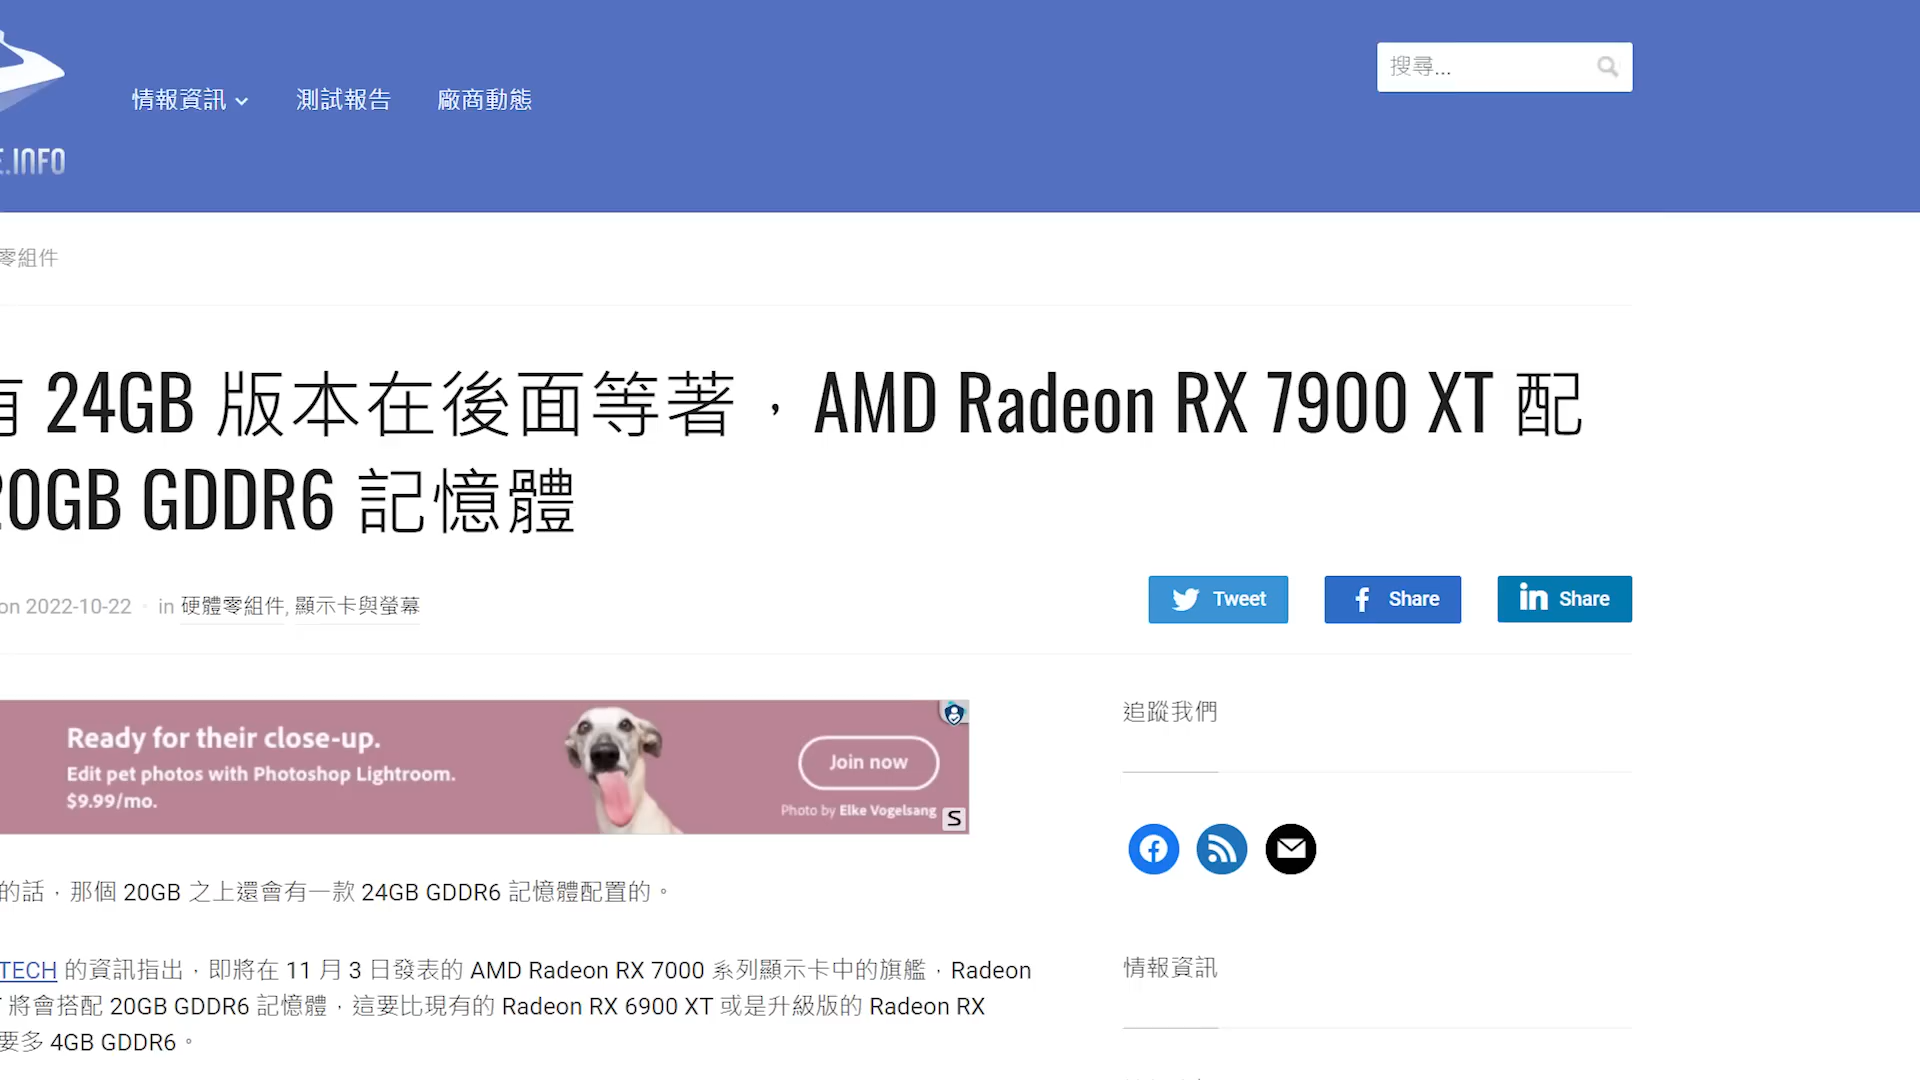 情報資訊
測試報告
廠商動態
搜尋...
E.INFO
零組件
有 24GB 版本在後面等著，AMD Radeon RX 7900 XT 配
20GB GDDR6 記憶體
on 2022-10-22 · in 硬體零組件, 顯示卡與螢幕
Tweet
Share
Share
Ready for their close-up.
Edit pet photos with Photoshop Lightroom.
$9.99/mo.
Join now
Photo by Elke Vogelsang
S
追蹤我們
的話，那個 20GB 之上還會有一款 24GB GDDR6 記憶體配置的。
TECH 的資訊指出，即將在 11 月 3 日發表的 AMD Radeon RX 7000 系列顯示卡中的旗艦，Radeon
將會搭配 20GB GDDR6 記憶體，這要比現有的 Radeon RX 6900 XT 或是升級版的 Radeon RX
要多 4GB GDDR6。
情報資訊